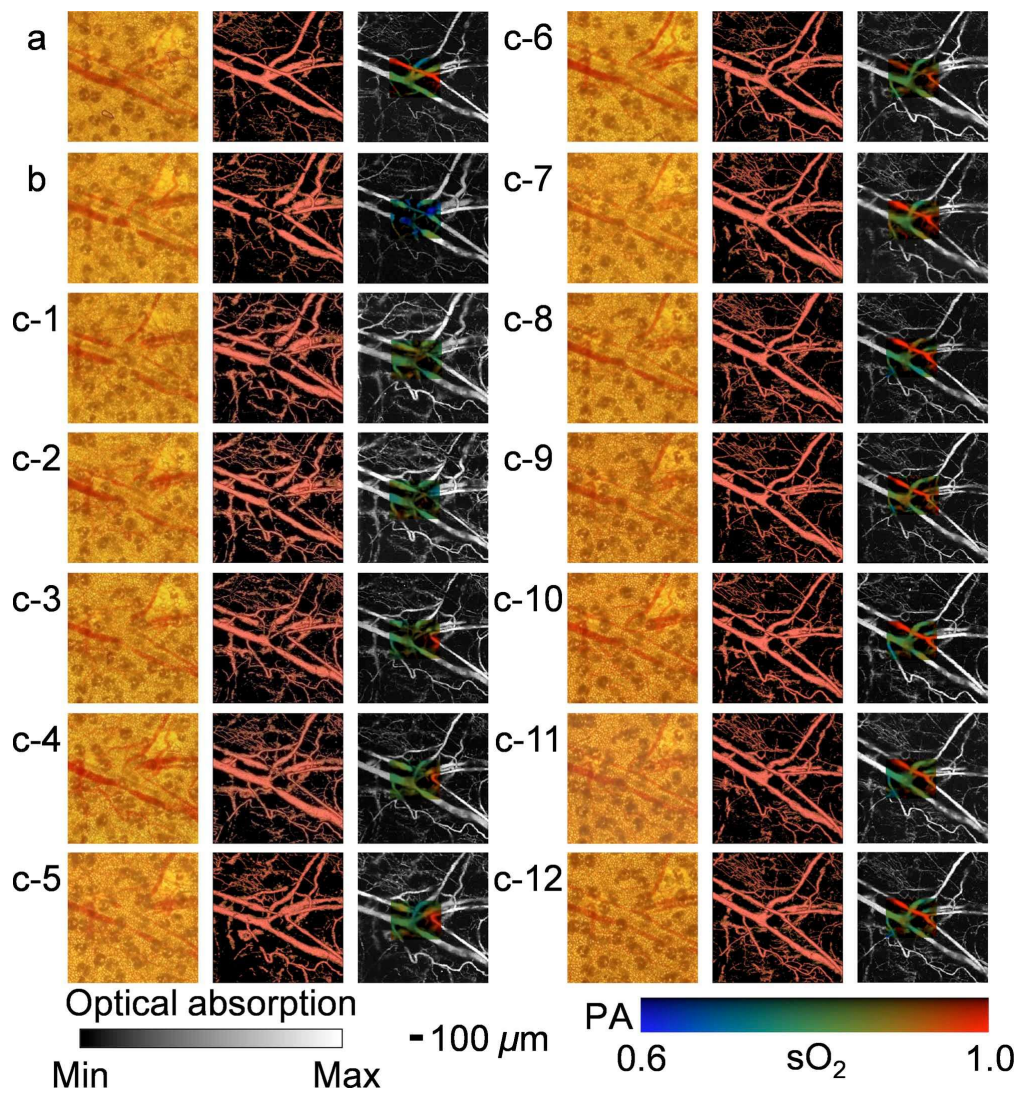 a
b
c-1
c-2
c-3
c-4
c-5
c-6
c-7
c-8
c-9
c-10
c-11
c-12
Optical absorption
Min Max
100 µm
PA
0.6 sO₂ 1.0